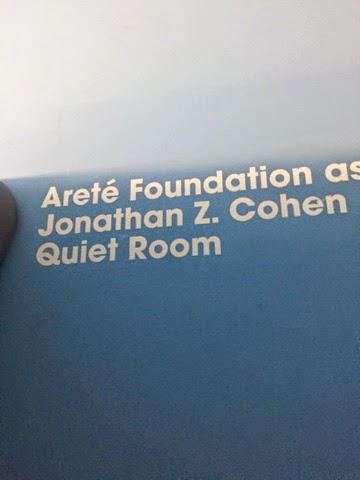 Areté Foundation as
Jonathan Z. Cohen
Quiet Room